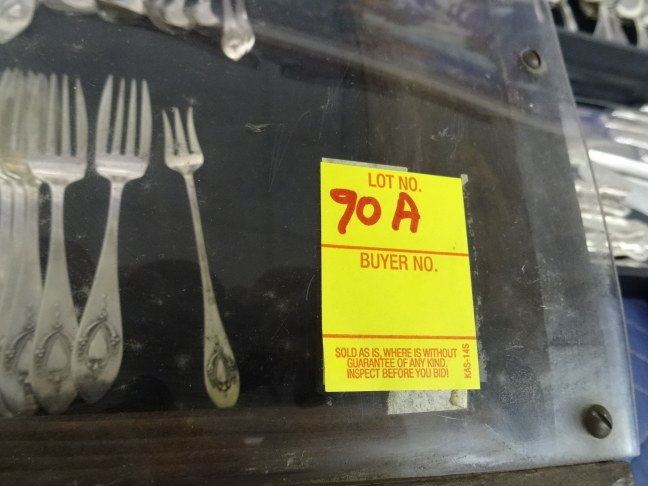 LOT NO.
90 A
BUYER NO.
SOLD AS IS, WHERE IS WITHOUT
GUARANTEE OF ANY KIND.
INSPECT BEFORE YOU BID!
K6S-14S